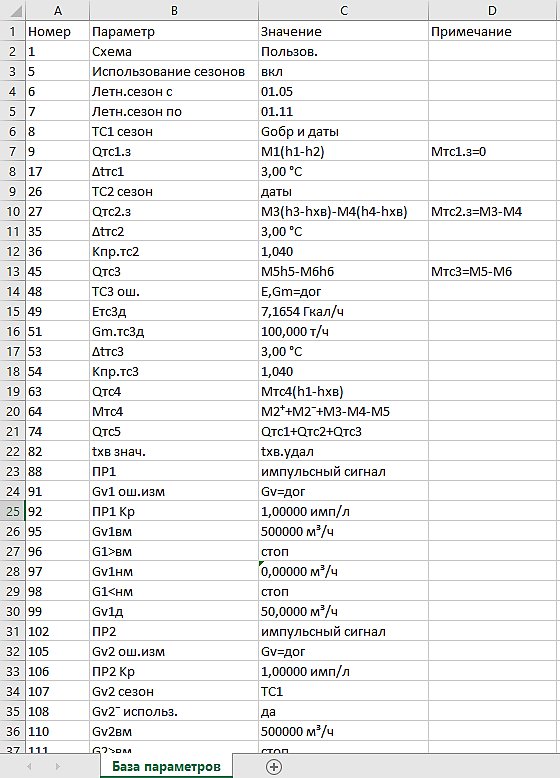 A B C D
1 Номер Параметр Значение Примечание
2 1 Схема Пользов.
3 5 Использование сезонов вкл
4 6 Летн.сезон с 01.05
5 7 Летн.сезон по 01.11
6 8 ТС1 сезон Gобр и даты
7 9 Qтс1.з M1(h1-h2) Мтс1.з=0
8 17 Δtтс1 3,00 °C
9 26 ТС2 сезон даты
10 27 Qтс2.з M3(h3-hхв)-M4(h4-hхв) Мтс2.з=M3-M4
11 35 Δtтс2 3,00 °C
12 36 Кпр.тс2 1,040
13 45 Qтс3 M5h5-M6h6 Мтс3=M5-M6
14 48 ТС3 ош. E,Gm=дог
15 49 Eтс3д 7,1654 Гкал/ч
16 51 Gm.тс3д 100,000 т/ч
17 53 Δtтс3 3,00 °C
18 54 Кпр.тс3 1,040
19 63 Qтс4 Мтс4(h1-hхв)
20 64 Мтс4 M2⁺+M2⁻+M3-M4-M5
21 74 Qтс5 Qтс1+Qтс2+Qтс3
22 82 tхв знач. tхв.удал
23 88 ПР1 импульсный сигнал
24 91 Gv1 ош.изм Gv=дог
25 92 ПР1 Кр 1,00000 имп/л
26 95 Gv1вм 500000 м³/ч
27 96 G1>вм стоп
28 97 Gv1нм 0,00000 м³/ч
29 98 G1<нм стоп
30 99 Gv1д 50,0000 м³/ч
31 102 ПР2 импульсный сигнал
32 105 Gv2 ош.изм Gv=дог
33 106 ПР2 Кр 1,00000 имп/л
34 107 Gv2 сезон ТС1
35 108 Gv2⁻ использ. да
36 110 Gv2вм 500000 м³/ч
37 111 G2>вм стоп
База параметров